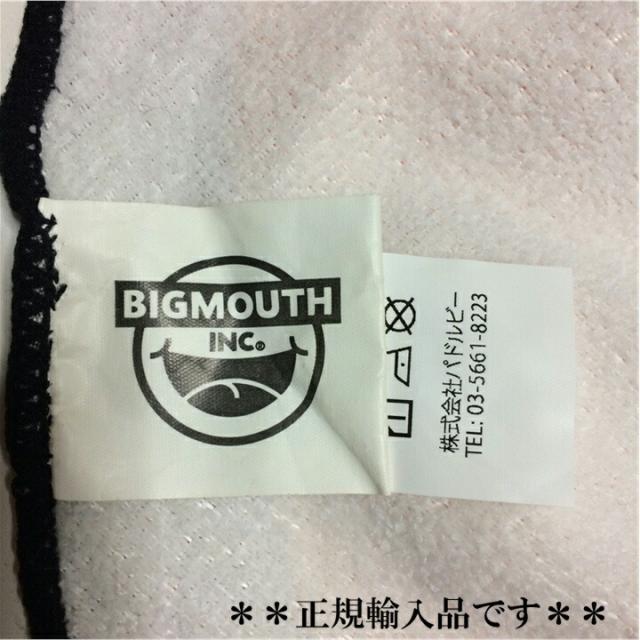 BIGMOUTH
INC.®
株式会社パドルビー
TEL: 03-5661-8223
＊＊正規輸入品です＊＊